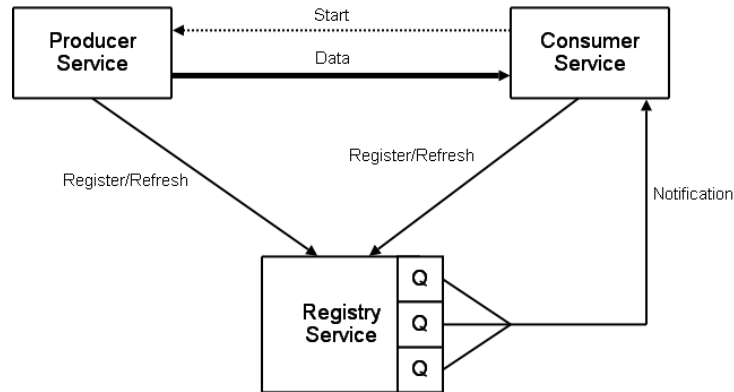 Start
Producer
Service
Consumer
Service
Data
Register/Refresh
Register/Refresh
Notification
Q
Registry
Service
Q
Q